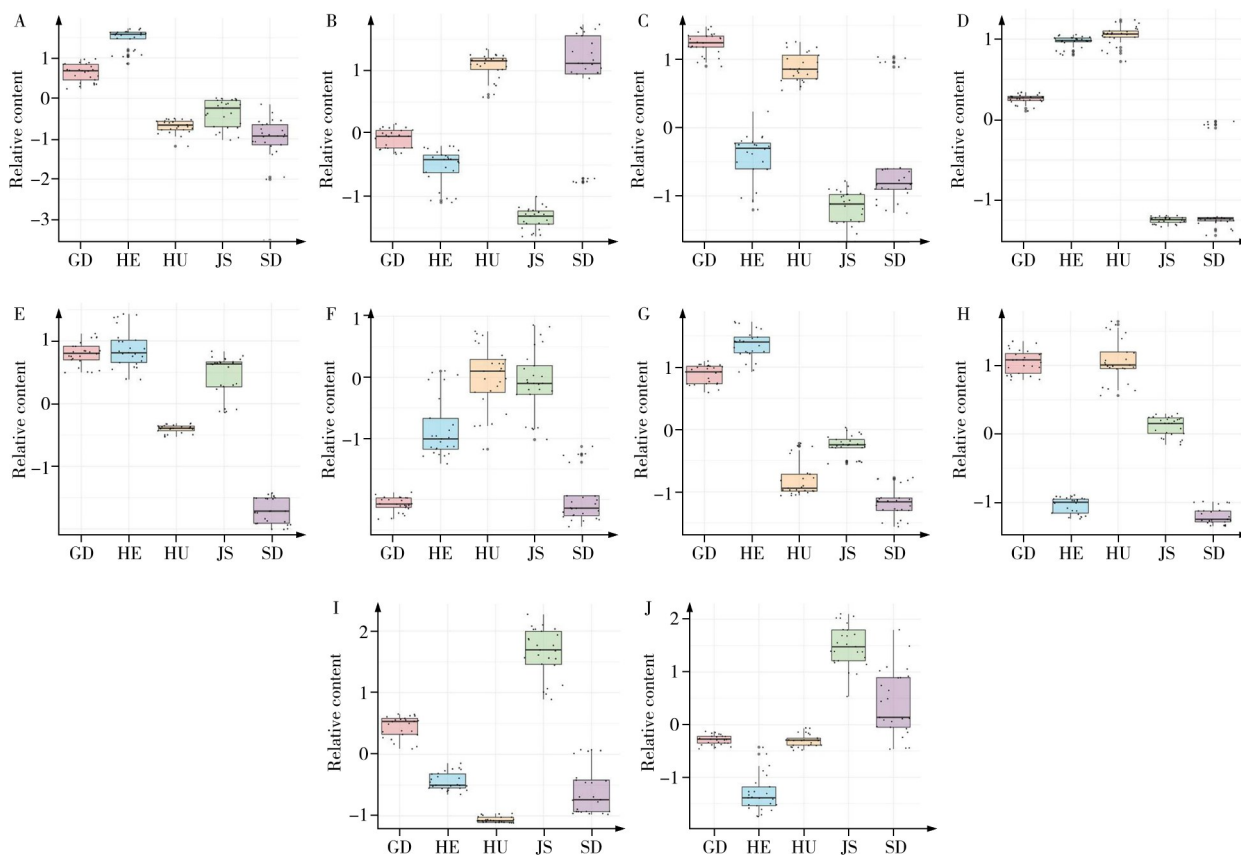 A
Relative content
1
0
−1
−2
−3
GD HE HU JS SD
B
Relative content
1
0
−1
GD HE HU JS SD
C
Relative content
1
0
−1
GD HE HU JS SD
D
Relative content
1
0
−1
GD HE HU JS SD
E
Relative content
1
0
−1
GD HE HU JS SD
F
Relative content
1
0
−1
GD HE HU JS SD
G
Relative content
1
0
−1
GD HE HU JS SD
H
Relative content
1
0
−1
GD HE HU JS SD
I
Relative content
2
1
0
−1
GD HE HU JS SD
J
Relative content
2
1
0
−1
GD HE HU JS SD